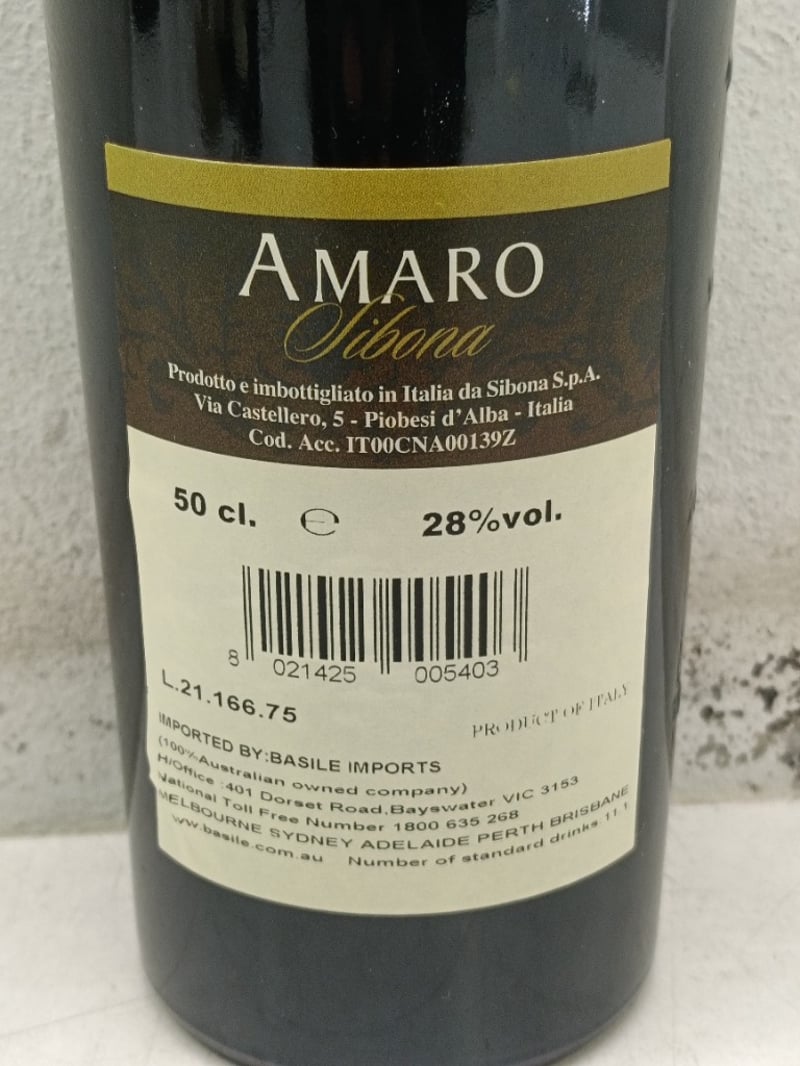 AMARO
Sibona
Prodotto e imbottigliato in Italia da Sibona S.p.A.
Via Castellero, 5 - Piobesi d'Alba - Italia
Cod. Acc. IT00CNA00139Z
50 cl. ℮ 28%vol.
8 021425 005403
L.21.166.75
PRODUCT OF ITALY
IMPORTED BY:BASILE IMPORTS
(100%Australian owned company)
H/Office :401 Dorset Road,Bayswater VIC 3153
National Toll Free Number 1800 635 268
MELBOURNE SYDNEY ADELAIDE PERTH BRISBANE
www.basile.com.au Number of standard drinks 11.1